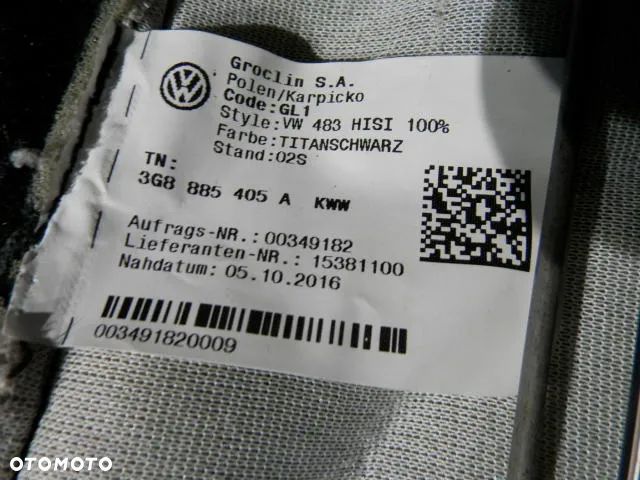 Groclin S.A.
Polen/Karpicko
Code:GL1
Style:VW 483 HISI 100%
Farbe:TITANSCHWARZ
Stand:02S
TN:
3G8 885 405 A KWW
Aufrags-NR.:00349182
Lieferanten-NR.: 15381100
Nahdatum: 05.10.2016
003491820009
OTOMOTO